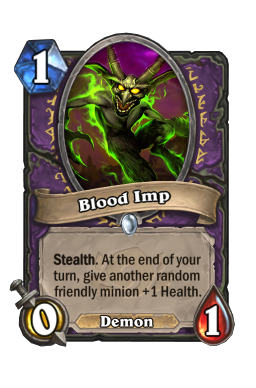 1
Blood Imp
Stealth. At the end of your
turn, give another random
friendly minion +1 Health.
0
1
Demon